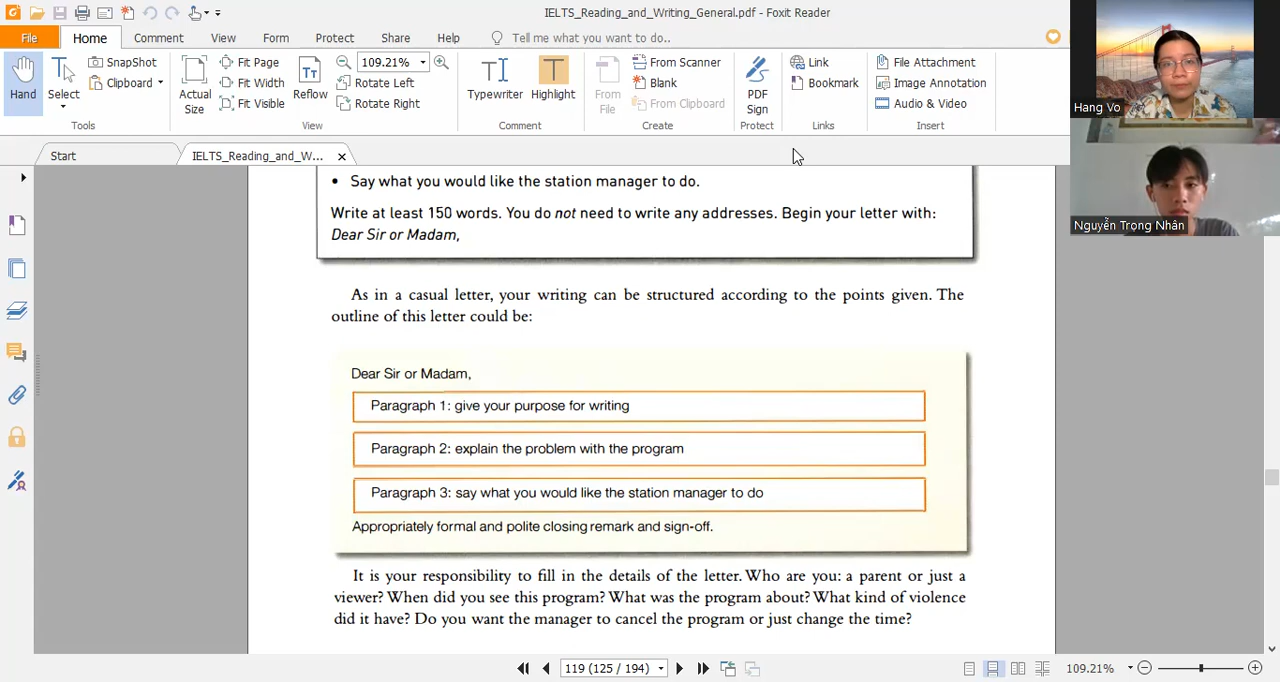 IELTS_Reading_and_Writing_General.pdf - Foxit Reader
File
Home
Comment
View
Form
Protect
Share
Help
Tell me what you want to do..
Hand
Select
SnapShot
Clipboard
Tools
Actual
Size
Fit Page
Fit Width
Fit Visible
Reflow
109.21%
Rotate Left
Rotate Right
View
Typewriter
Highlight
Comment
From
File
From Scanner
Blank
From Clipboard
Create
PDF
Sign
Protect
Link
Bookmark
Links
File Attachment
Image Annotation
Audio & Video
Insert
Hang Vo
Nguyễn Trọng Nhân
Start
IELTS_Reading_and_W...
• Say what you would like the station manager to do.
Write at least 150 words. You do not need to write any addresses. Begin your letter with:
Dear Sir or Madam,
As in a casual letter, your writing can be structured according to the points given. The
outline of this letter could be:
Dear Sir or Madam,
Paragraph 1: give your purpose for writing
Paragraph 2: explain the problem with the program
Paragraph 3: say what you would like the station manager to do
Appropriately formal and polite closing remark and sign-off.
It is your responsibility to fill in the details of the letter. Who are you: a parent or just a
viewer? When did you see this program? What was the program about? What kind of violence
did it have? Do you want the manager to cancel the program or just change the time?
119 (125 / 194)
109.21%